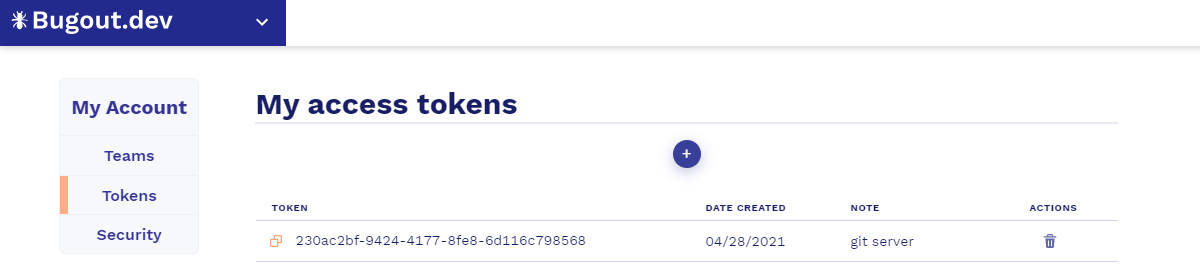 Bugout.dev
My Account
Teams
Tokens
Security
My access tokens
+
TOKEN DATE CREATED NOTE ACTIONS
230ac2bf-9424-4177-8fe8-6d116c798568 04/28/2021 git server